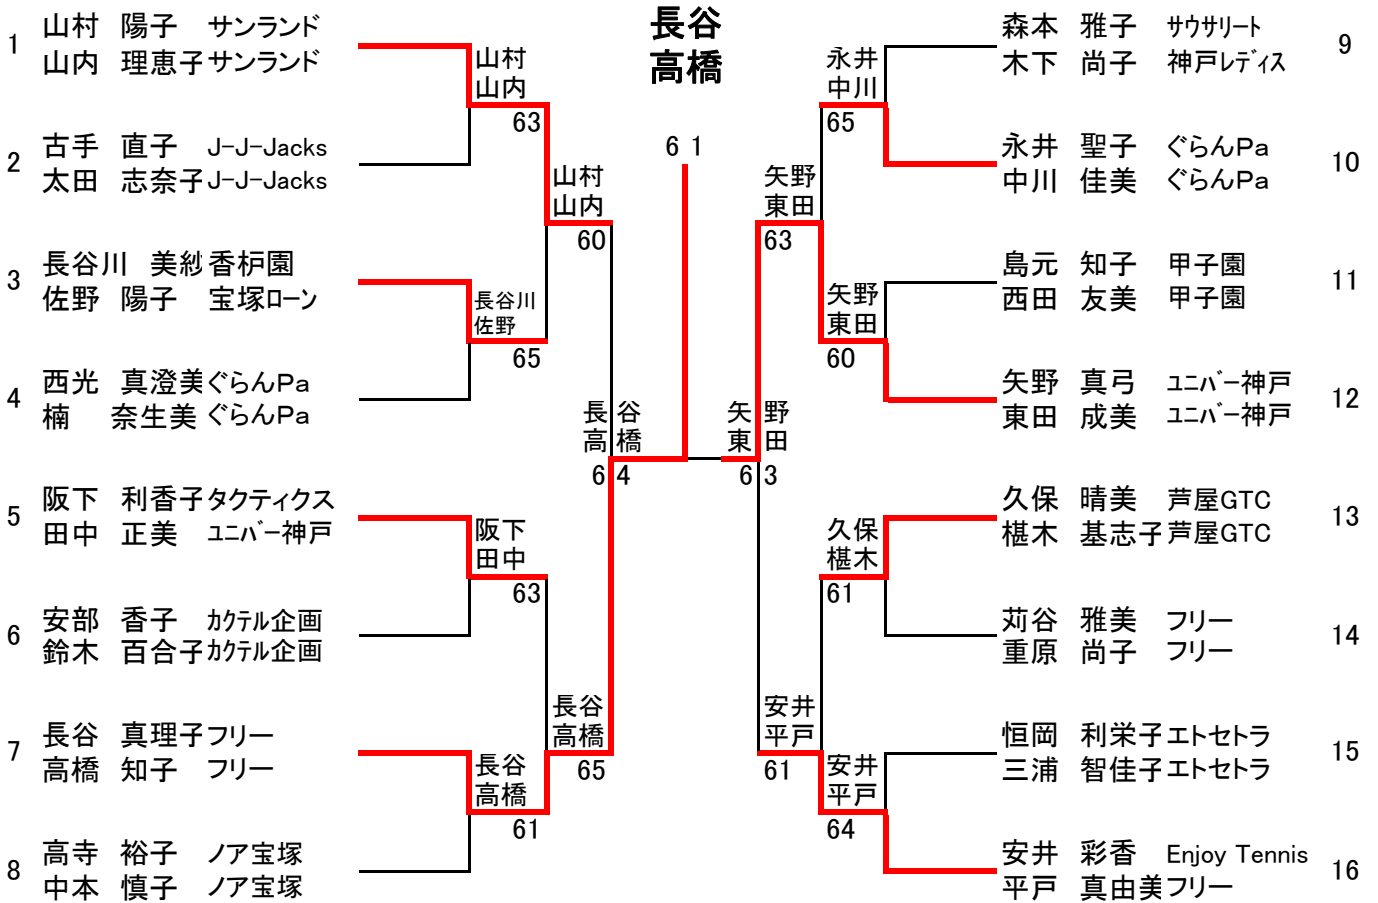 長谷
高橋
6 1
1
山村 陽子 サンランド
山内 理恵子 サンランド
2
古手 直子 J-J-Jacks
太田 志奈子 J-J-Jacks
3
長谷川 美紗 香枦園
佐野 陽子 宝塚ローン
4
西光 真澄美 ぐらんPa
楠 奈生美 ぐらんPa
5
阪下 利香子 タクティクス
田中 正美 ユニバー神戸
6
安部 香子 カクテル企画
鈴木 百合子 カクテル企画
7
長谷 真理子 フリー
高橋 知子 フリー
8
高寺 裕子 ノア宝塚
中本 慎子 ノア宝塚
山村
山内
63
長谷川
佐野
65
阪下
田中
63
長谷
高橋
61
山村
山内
60
長谷
高橋
65
長谷
高橋
6 4
矢野
東田
6 3
矢野
東田
63
安井
平戸
61
永井
中川
65
矢野
東田
60
久保
椹木
61
安井
平戸
64
森本 雅子 サウサリート
木下 尚子 神戸レディス
9
永井 聖子 ぐらんPa
中川 佳美 ぐらんPa
10
島元 知子 甲子園
西田 友美 甲子園
11
矢野 真弓 ユニバー神戸
東田 成美 ユニバー神戸
12
久保 晴美 芦屋GTC
椹木 基志子 芦屋GTC
13
苅谷 雅美 フリー
重原 尚子 フリー
14
恒岡 利栄子 エトセトラ
三浦 智佳子 エトセトラ
15
安井 彩香 Enjoy Tennis
平戸 真由美 フリー
16